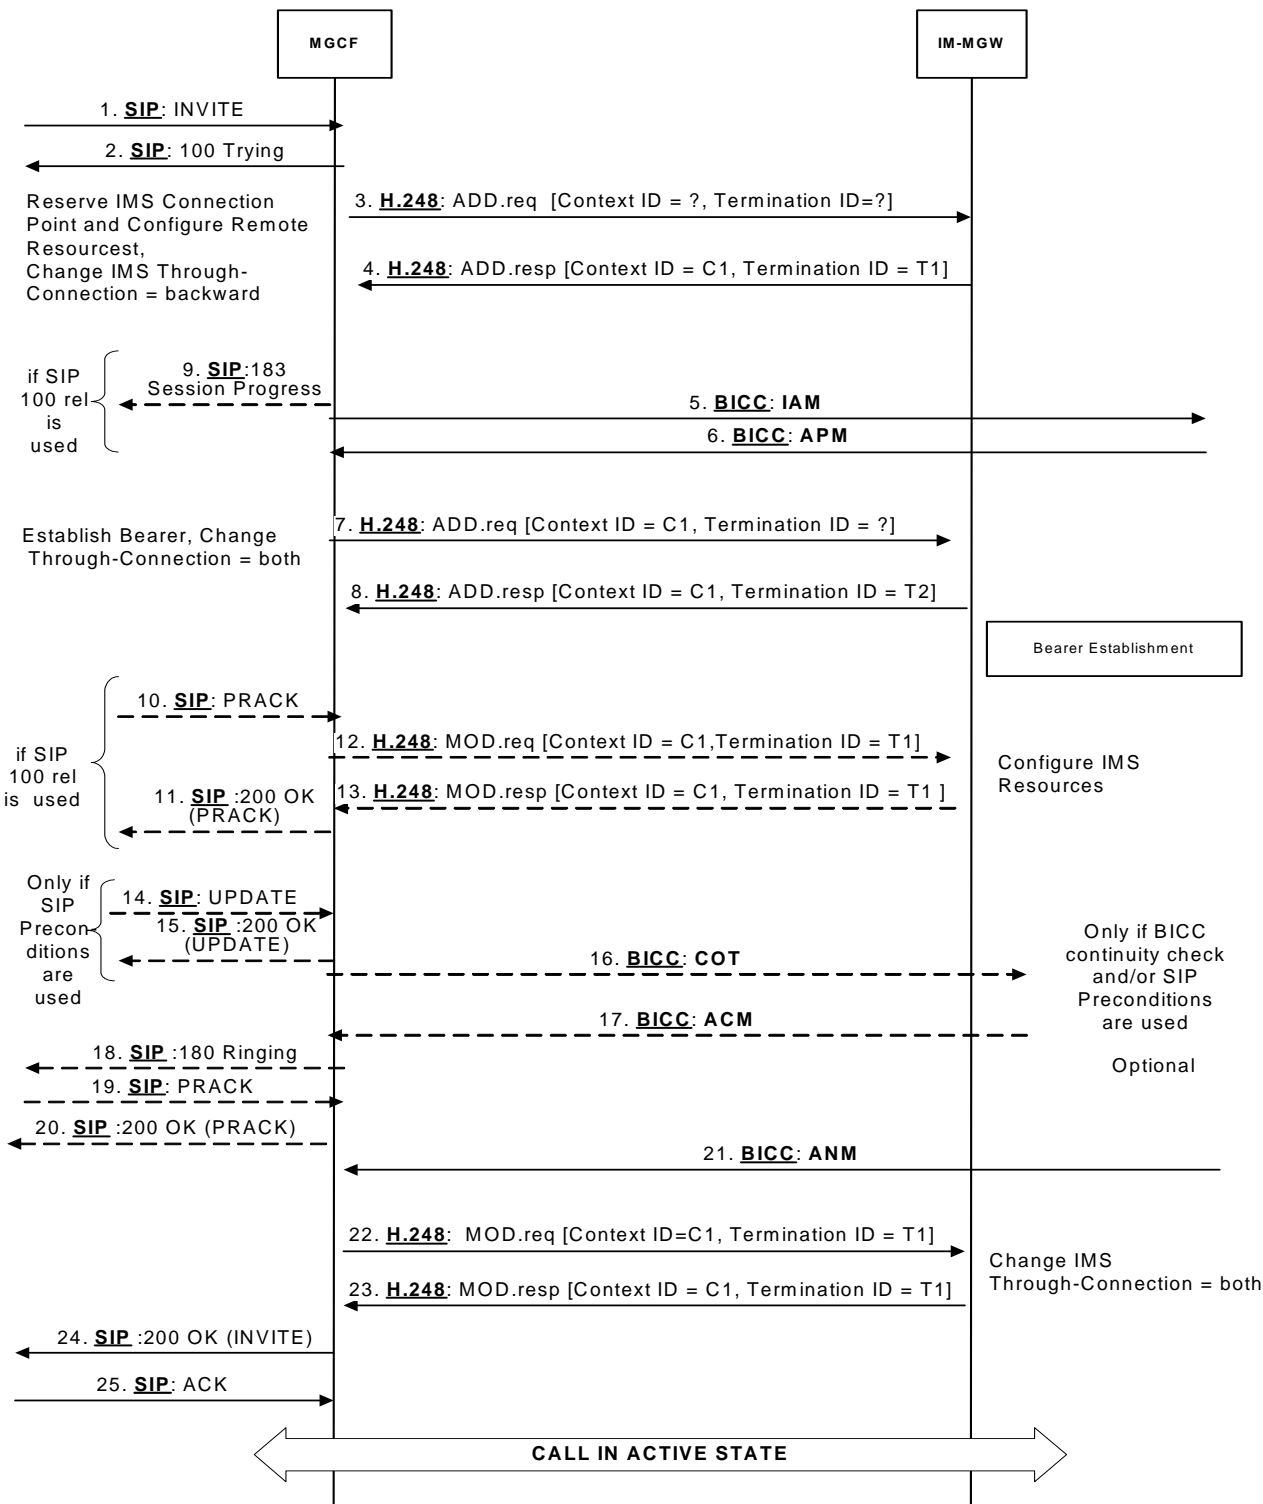 MGCF
IM-MGW
1. SIP: INVITE
2. SIP: 100 Trying
Reserve IMS Connection
Point and Configure Remote
Resourcest,
Change IMS Through-
Connection = backward
3. H.248: ADD.req [Context ID = ?, Termination ID=?]
4. H.248: ADD.resp [Context ID = C1, Termination ID = T1]
if SIP
100 rel
is
used
9. SIP:183
Session Progress
5. BICC: IAM
6. BICC: APM
Establish Bearer, Change
Through-Connection = both
7. H.248: ADD.req [Context ID = C1, Termination ID = ?]
8. H.248: ADD.resp [Context ID = C1, Termination ID = T2]
Bearer Establishment
if SIP
100 rel
is used
10. SIP: PRACK
12. H.248: MOD.req [Context ID = C1,Termination ID = T1]
11. SIP :200 OK
(PRACK)
13. H.248: MOD.resp [Context ID = C1, Termination ID = T1 ]
Configure IMS
Resources
Only if
SIP
Precon
ditions
are
used
14. SIP: UPDATE
15. SIP :200 OK
(UPDATE)
16. BICC: COT
Only if BICC
continuity check
and/or SIP
Preconditions
are used
17. BICC: ACM
18. SIP :180 Ringing
Optional
19. SIP: PRACK
20. SIP :200 OK (PRACK)
21. BICC: ANM
22. H.248: MOD.req [Context ID=C1, Termination ID = T1]
23. H.248: MOD.resp [Context ID = C1, Termination ID = T1]
Change IMS
Through-Connection = both
24. SIP :200 OK (INVITE)
25. SIP: ACK
CALL IN ACTIVE STATE